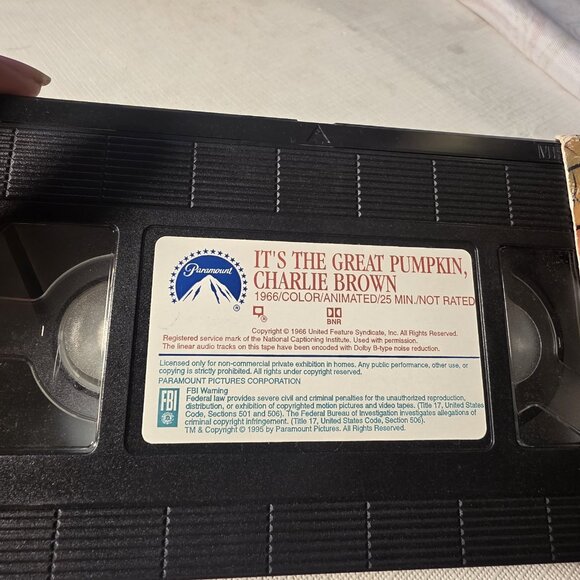 Paramount
IT'S THE GREAT PUMPKIN,
CHARLIE BROWN
1966/COLOR/ANIMATED/25 MIN./NOT RATED
BNR
Copyright © 1966 United Feature Syndicate, Inc. All Rights Reserved.
Registered service mark of the National Captioning Institute. Used with permission.
The linear audio tracks on this tape have been encoded with Dolby B-type noise reduction.
Licensed only for non-commercial private exhibition in homes. Any public performance, other use, or
copying is strictly prohibited. All rights under copyright reserved.
PARAMOUNT PICTURES CORPORATION
FBI
FBI Warning
Federal law provides severe civil and criminal penalties for the unauthorized reproduction,
distribution, or exhibition of copyrighted motion pictures and video tapes. (Title 17, United States
Code, Sections 501 and 506). The Federal Bureau of Investigation investigates allegations of
criminal copyright infringement. (Title 17, United States Code, Section 506).
TM & Copyright © 1995 by Paramount Pictures. All Rights Reserved.